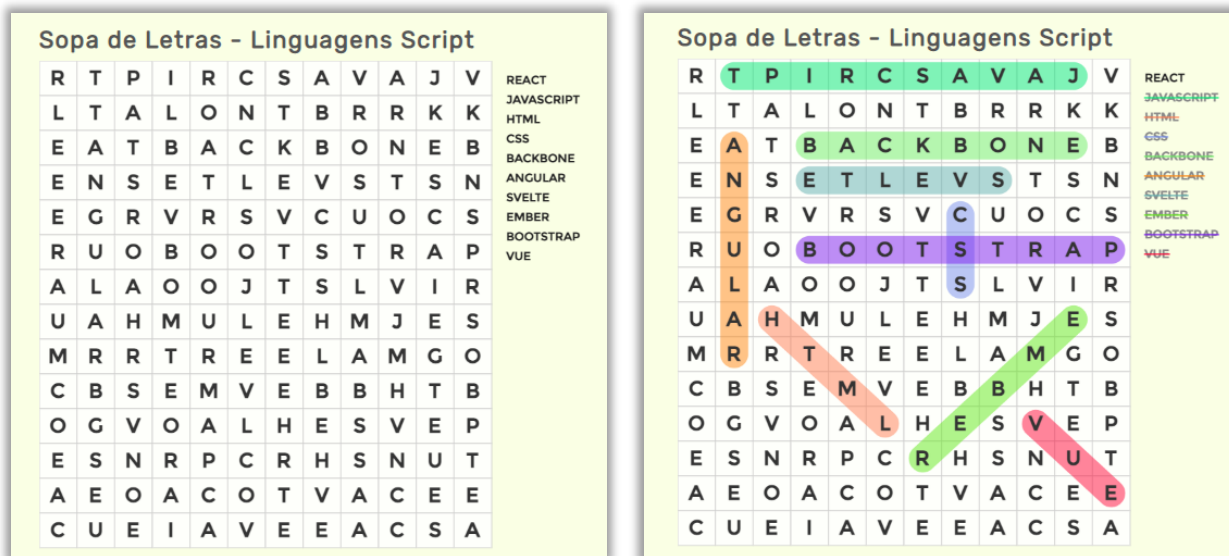 Sopa de Letras - Linguagens Script
R T P I R C S A V A J V
L T A L O N T B R R K K
E A T B A C K B O N E B
E N S E T L E V S T S N
E G R V R S V C U O C S
R U O B O O T S T R A P
A L A O O J T S L V I R
U A H M U L E H M J E S
M R R T R E E L A M G O
C B S E M V E B B H T B
O G V O A L H E S V E P
E S N R P C R H S N U T
A E O A C O T V A C E E
C U E I A V E E A C S A
REACT
JAVASCRIPT
HTML
CSS
BACKBONE
ANGULAR
SVELTE
EMBER
BOOTSTRAP
VUE
Sopa de Letras - Linguagens Script
R T P I R C S A V A J V
L T A L O N T B R R K K
E A T B A C K B O N E B
E N S E T L E V S T S N
E G R V R S V C U O C S
R U O B O O T S T R A P
A L A O O J T S L V I R
U A H M U L E H M J E S
M R R T R E E L A M G O
C B S E M V E B B H T B
O G V O A L H E S V E P
E S N R P C R H S N U T
A E O A C O T V A C E E
C U E I A V E E A C S A
REACT
JAVASCRIPT
HTML
CSS
BACKBONE
ANGULAR
SVELTE
EMBER
BOOTSTRAP
VUE